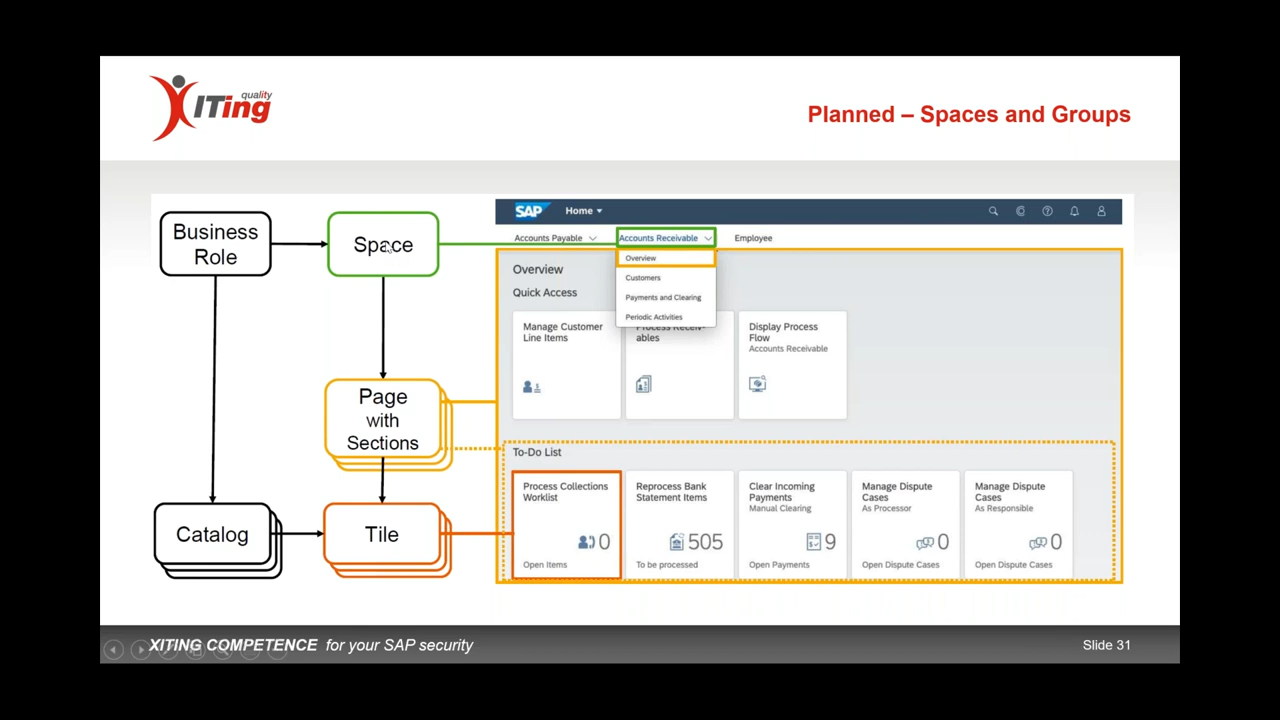 quality
XITing
Planned – Spaces and Groups
Business
Role
Space
Page
with
Sections
Catalog
Tile
SAP
Home
Accounts Payable
Accounts Receivable
Employee
Overview
Customers
Payments and Clearing
Periodic Activities
Overview
Quick Access
Manage Customer
Line Items
Process Receiv-
ables
Display Process
Flow
Accounts Receivable
To-Do List
Process Collections
Worklist
0
Open Items
Reprocess Bank
Statement Items
505
To be processed
Clear Incoming
Payments
Manual Clearing
9
Open Payments
Manage Dispute
Cases
As Processor
0
Open Dispute Cases
Manage Dispute
Cases
As Responsible
0
Open Dispute Cases
XITING COMPETENCE for your SAP security
Slide 31